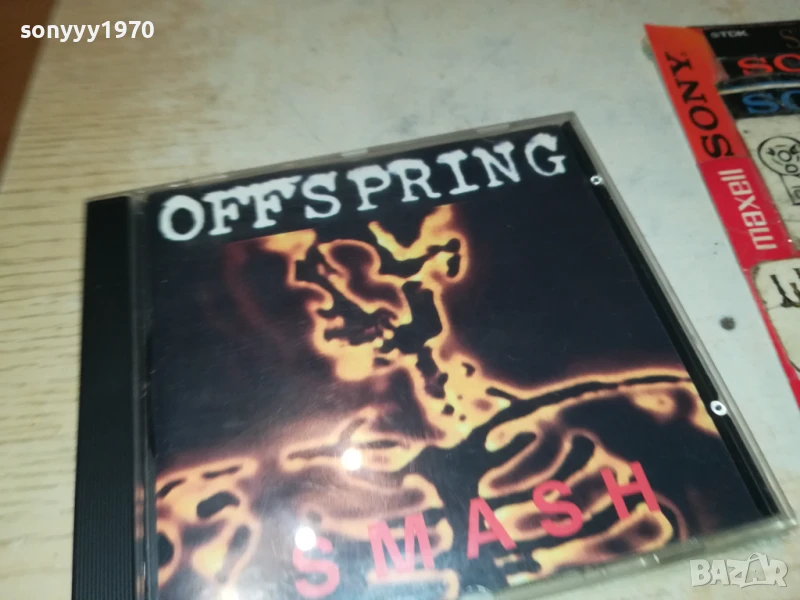 sonyyy1970
OFFSPRING
SMASH
TDK
SONY
maxell
BAZAR